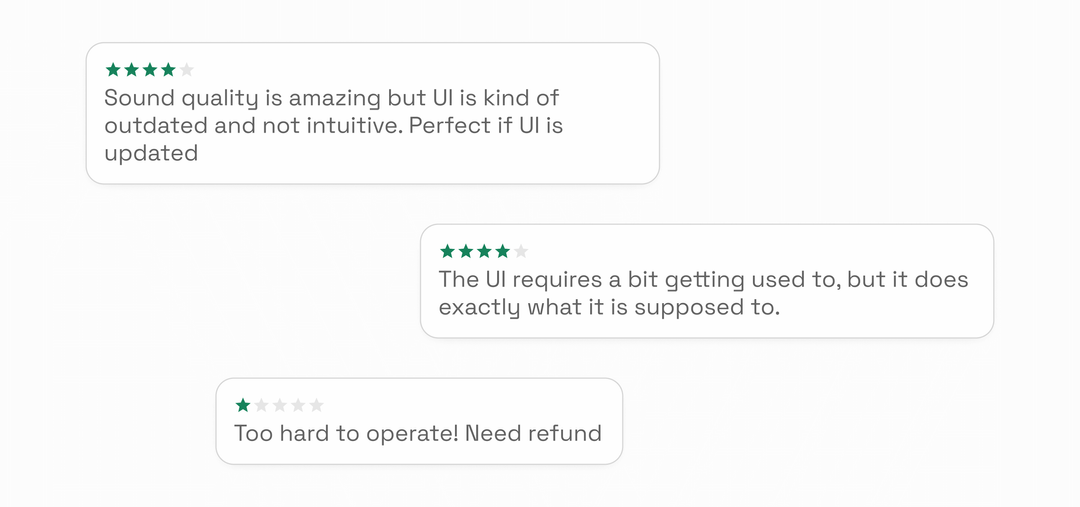 Sound quality is amazing but UI is kind of
outdated and not intuitive. Perfect if UI is
updated
The UI requires a bit getting used to, but it does
exactly what it is supposed to.
Too hard to operate! Need refund